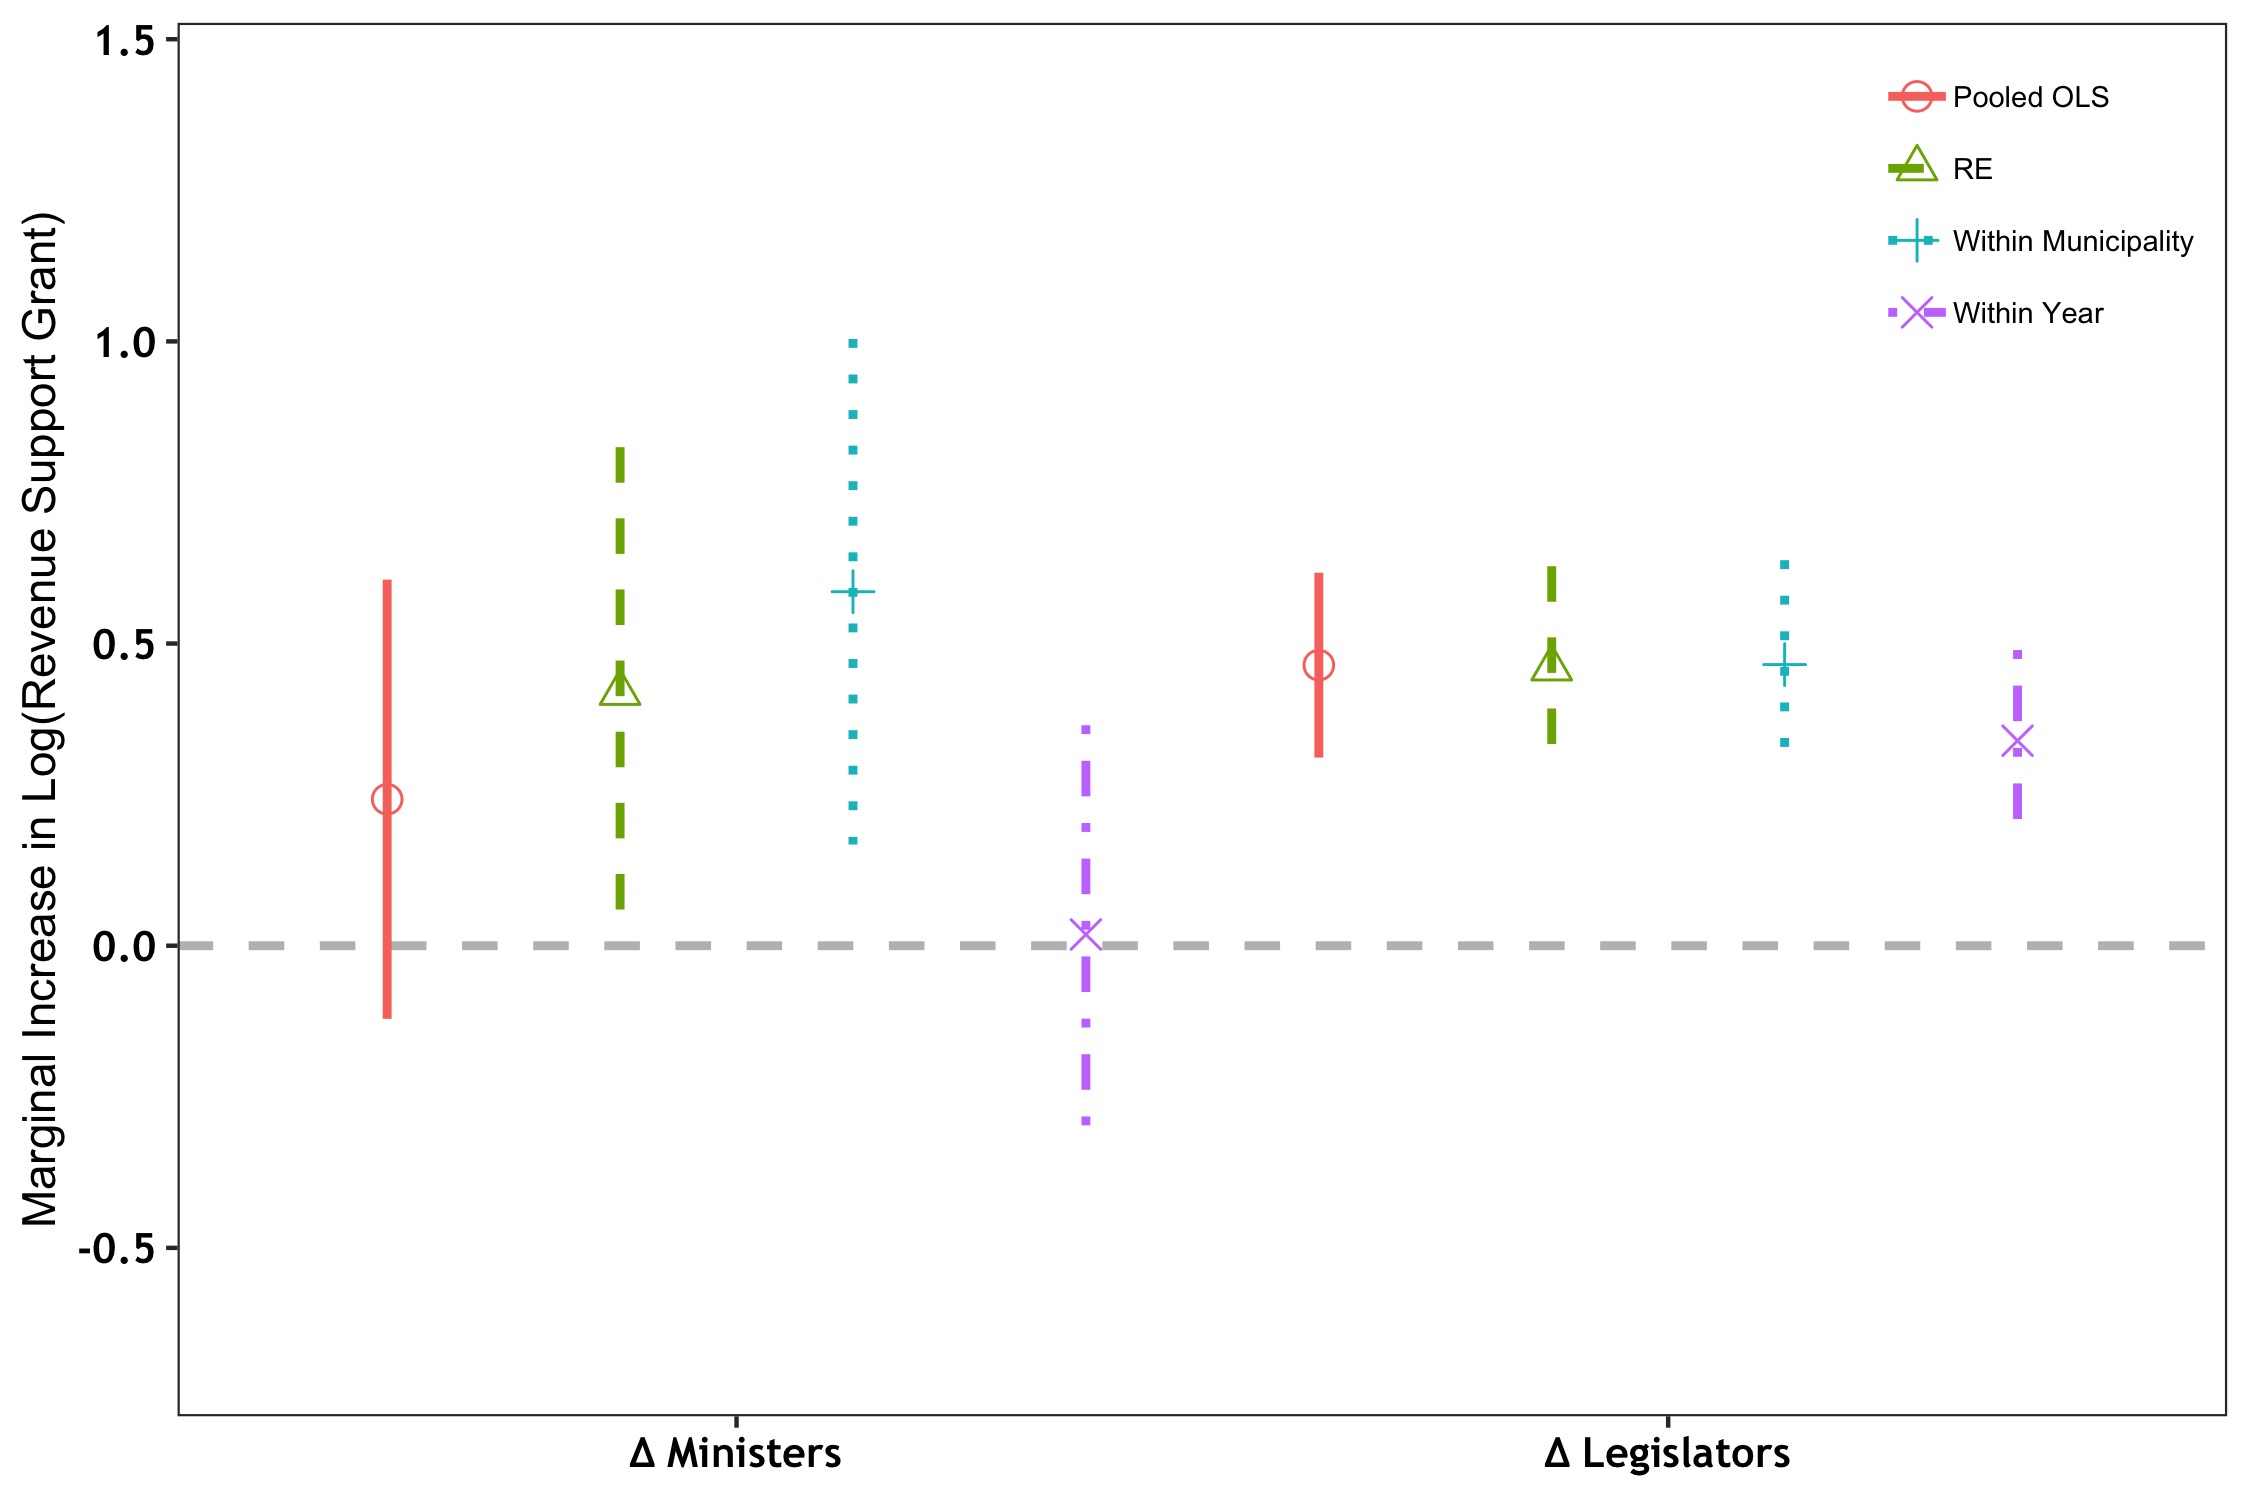 Marginal Increase in Log(Revenue Support Grant)
1.5
1.0
0.5
0.0
-0.5
Pooled OLS
RE
Within Municipality
Within Year
Δ Ministers
Δ Legislators